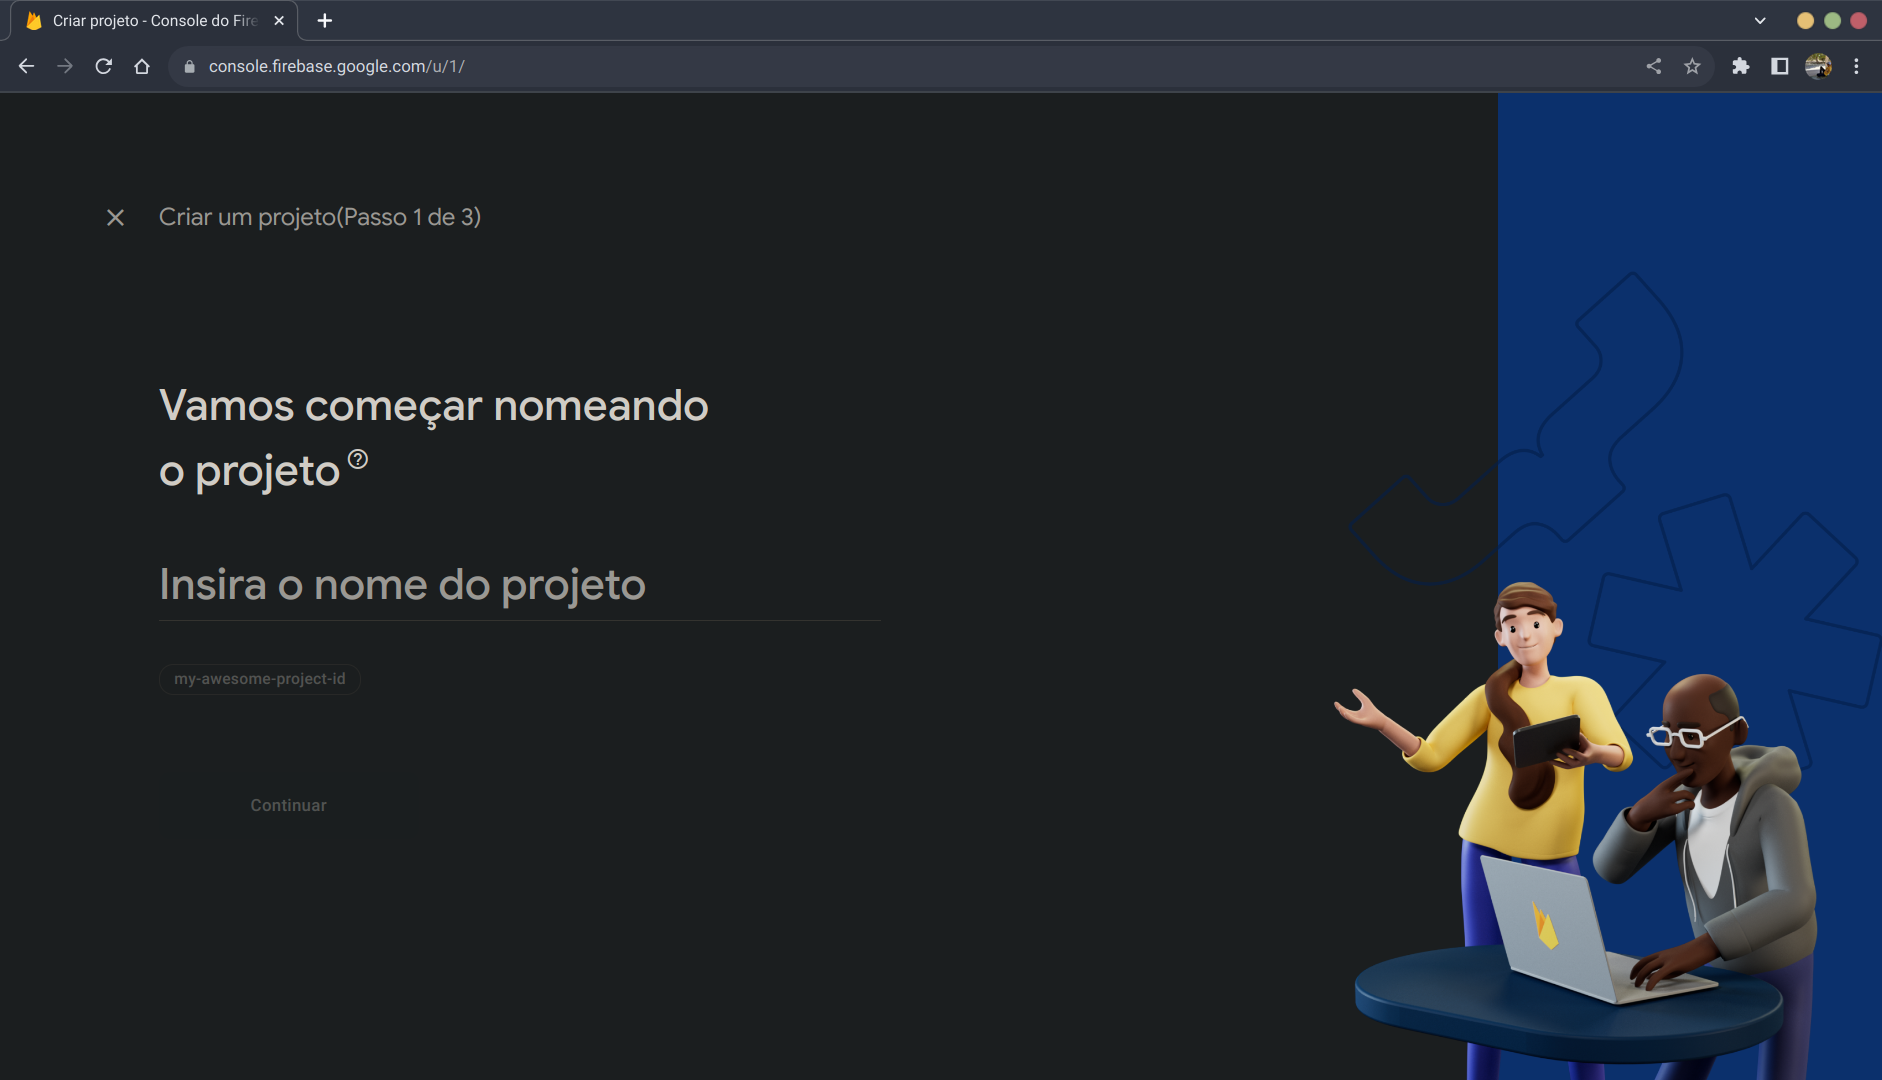 Criar projeto - Console do Fire
console.firebase.google.com/u/1/
Criar um projeto(Passo 1 de 3)
Vamos começar nomeando
o projeto
Insira o nome do projeto
my-awesome-project-id
Continuar